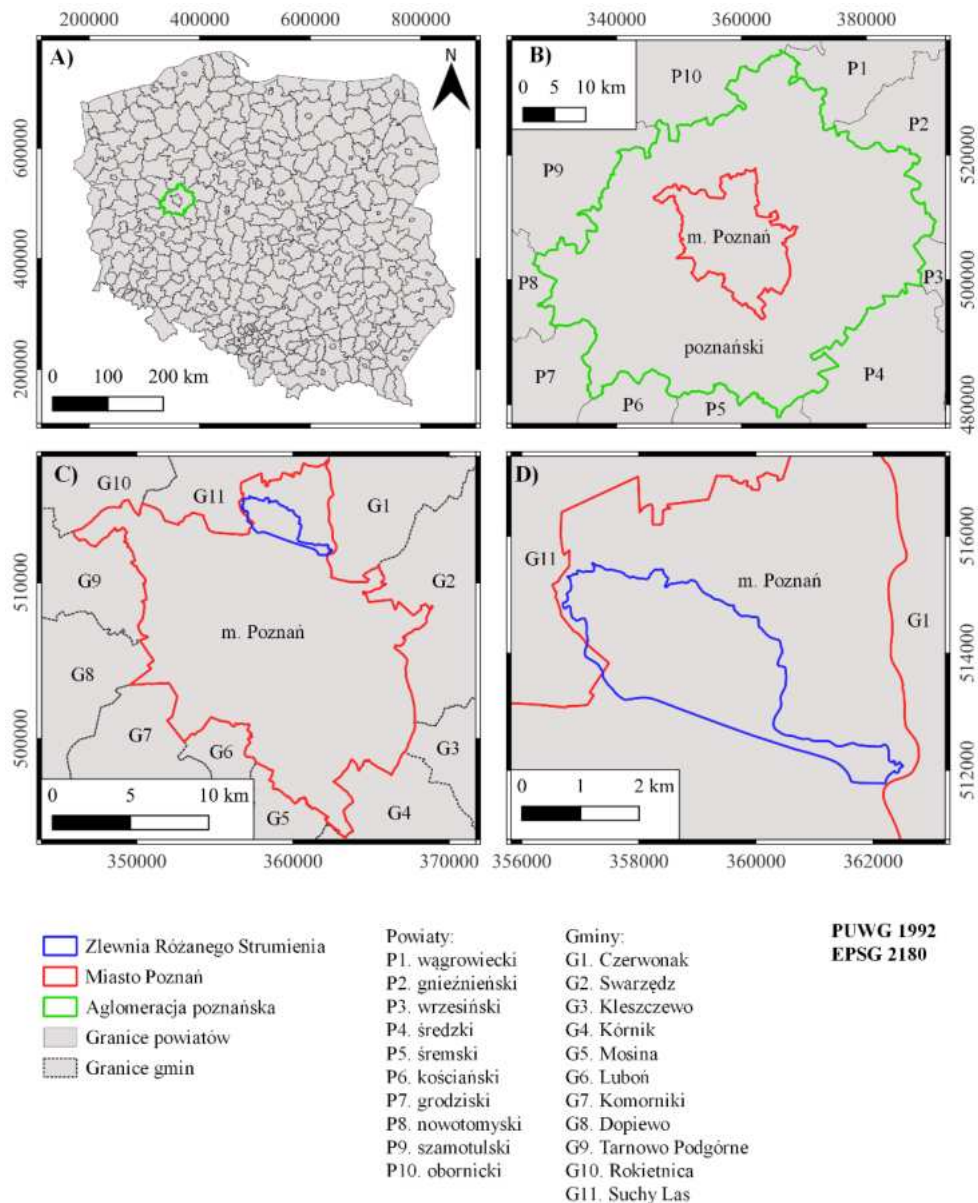 200000 400000 600000 800000
340000 360000 380000
A)
N
600000
400000
200000
0 100 200 km
B)
0 5 10 km
P10
P1
P2
P9
m. Poznań
P8
P3
poznański
P7
P6
P5
P4
520000
500000
480000
C)
G10
G11
G1
G9
G2
m. Poznań
G8
G7
G6
G3
G5
G4
0 5 10 km
510000
500000
350000 360000 370000
D)
G11
m. Poznań
G1
0 1 2 km
516000
514000
512000
356000 358000 360000 362000
Zlewnia Różanego Strumienia
Miasto Poznań
Aglomeracja poznańska
Granice powiatów
Granice gmin
Powiaty:
P1. wągrowiecki
P2. gnieźnieński
P3. wrzesiński
P4. średzki
P5. śremski
P6. kościański
P7. grodziski
P8. nowotomyski
P9. szamotulski
P10. obornicki
Gminy:
G1. Czerwonak
G2. Swarzędz
G3. Kleszczewo
G4. Kórnik
G5. Mosina
G6. Luboń
G7. Komorniki
G8. Dopiewo
G9. Tarnowo Podgórne
G10. Rokietnica
G11. Suchy Las
PUWG 1992
EPSG 2180